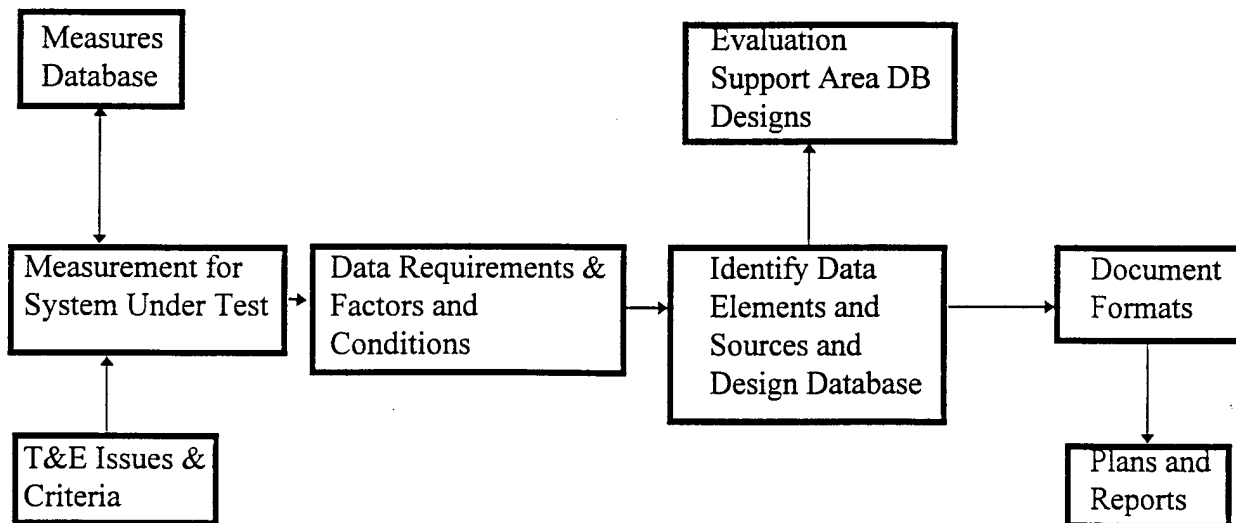 Measures
Database
Evaluation
Support Area DB
Designs
Measurement for
System Under Test
Data Requirements &
Factors and
Conditions
Identify Data
Elements and
Sources and
Design Database
Document
Formats
T&E Issues &
Criteria
Plans and
Reports